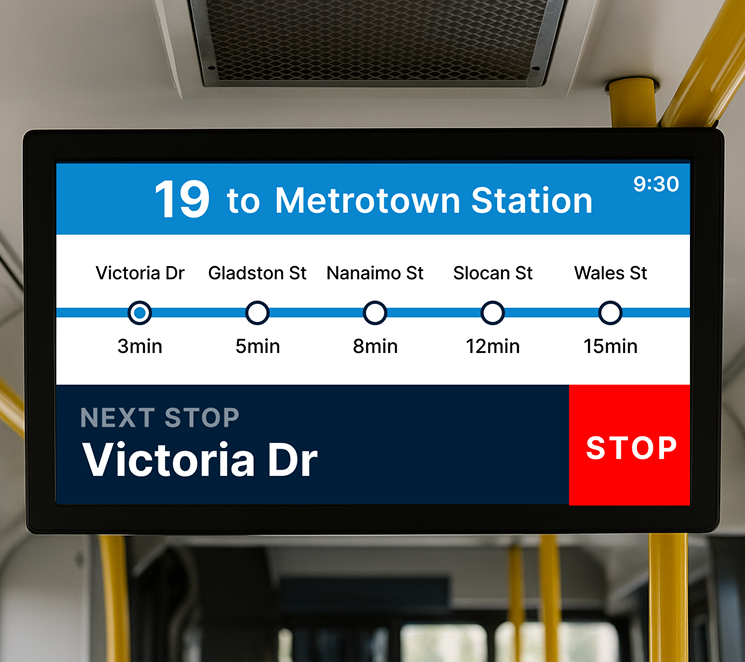 19 to Metrotown Station 9:30
Victoria Dr Gladston St Nanaimo St Slocan St Wales St
3min 5min 8min 12min 15min
NEXT STOP
Victoria Dr
STOP